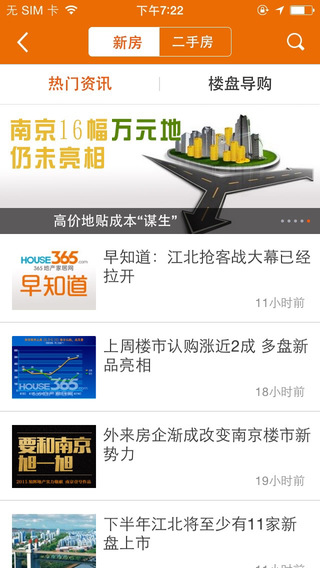 无 SIM 卡
下午7:22
新房
二手房
热门资讯
楼盘导购
南京16幅万元地
仍未亮相
高价地贴成本“谋生”
HOUSE365.com
365地产家居网
早知道
早知道：江北抢客战大幕已经
拉开
11小时前
HOUSE365
上周楼市认购涨近2成 多盘新
品亮相
18小时前
要和南京
旭一旭
外来房企渐成改变南京楼市新
势力
19小时前
下半年江北将至少有11家新
盘上市